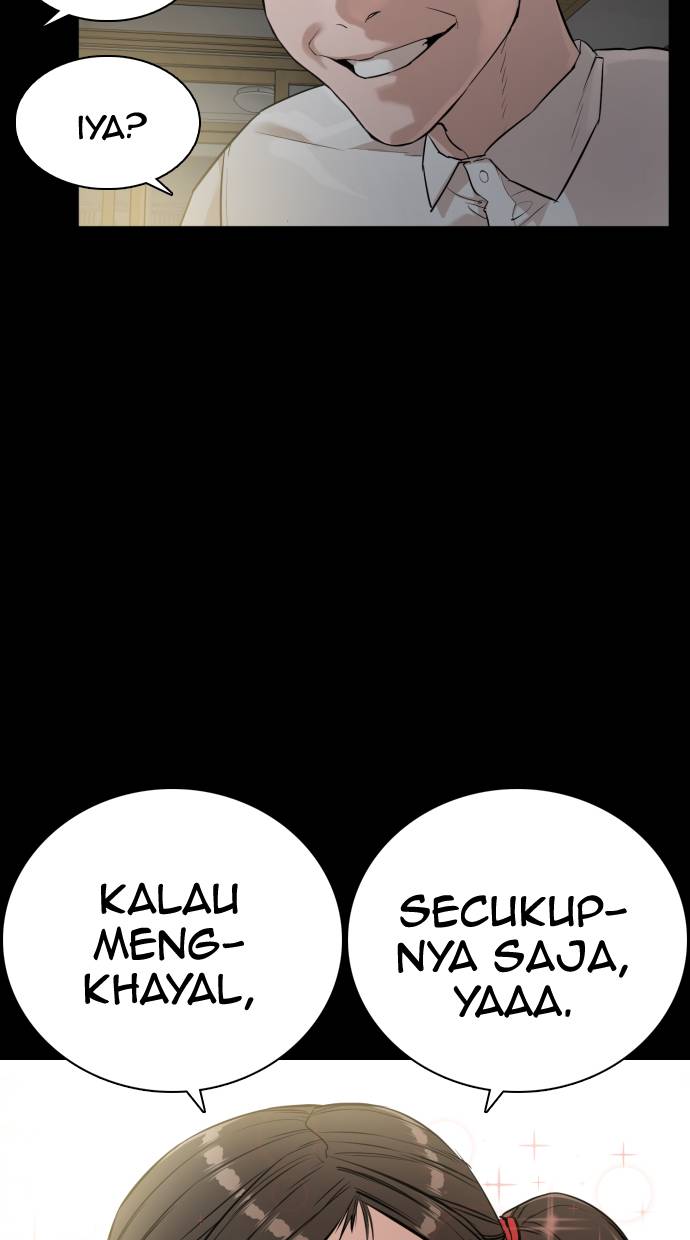 IYA?
KALAU
MENG-
KHAYAL,
SECUKUP-
NYA SAJA,
YAAA.